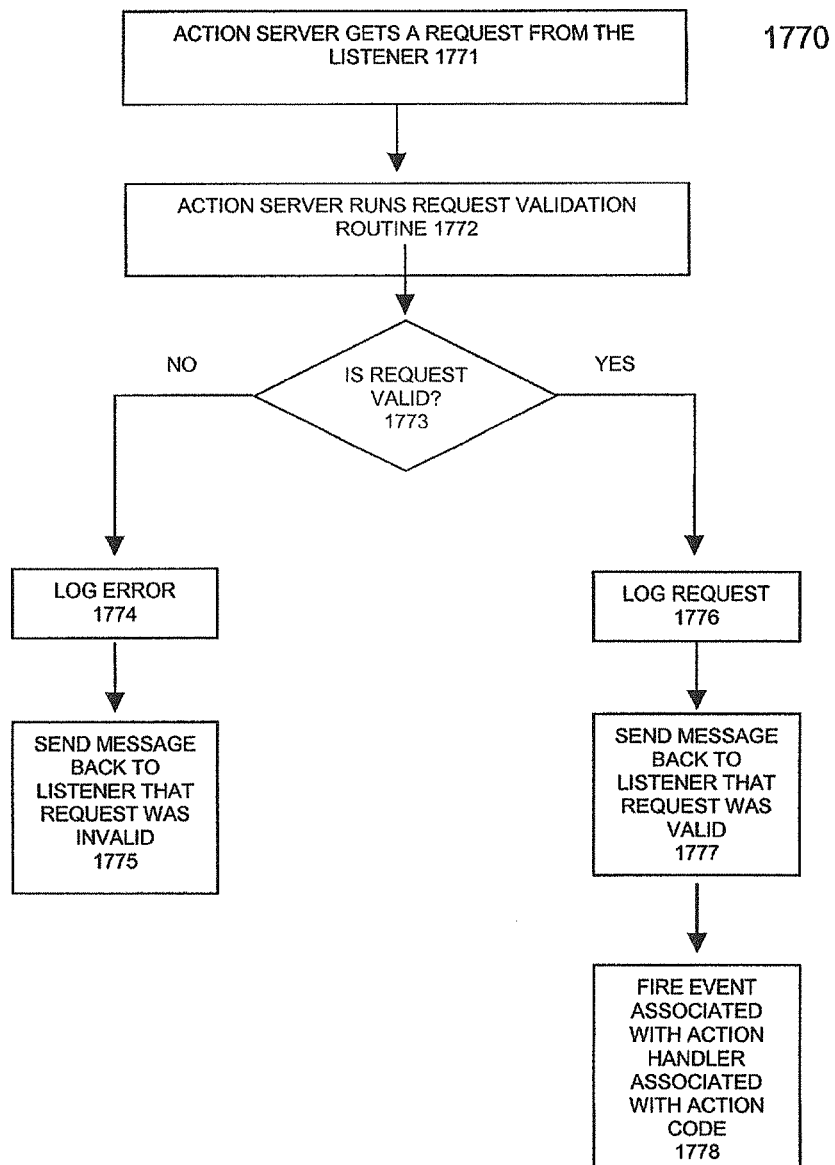 ACTION SERVER GETS A REQUEST FROM THE
LISTENER 1771
1770
ACTION SERVER RUNS REQUEST VALIDATION
ROUTINE 1772
IS REQUEST
VALID?
1773
NO
YES
LOG ERROR
1774
LOG REQUEST
1776
SEND MESSAGE
BACK TO
LISTENER THAT
REQUEST WAS
INVALID
1775
SEND MESSAGE
BACK TO
LISTENER THAT
REQUEST WAS
VALID
1777
FIRE EVENT
ASSOCIATED
WITH ACTION
HANDLER
ASSOCIATED
WITH ACTION
CODE
1778